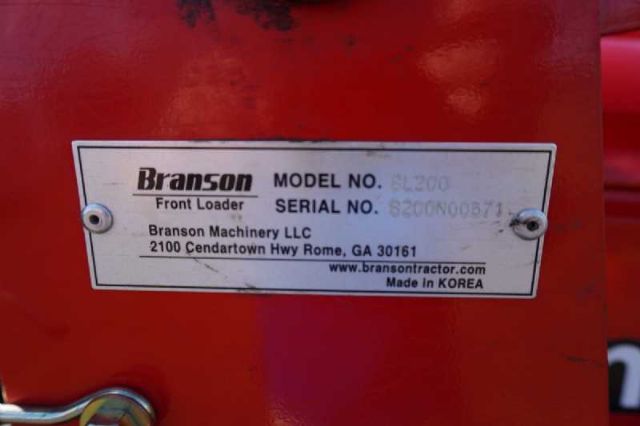 Branson MODEL NO. SL200
Front Loader SERIAL NO.
Branson Machinery LLC
2100 Cendartown Hwy Rome, GA 30161
www.bransontractor.com
Made in KOREA